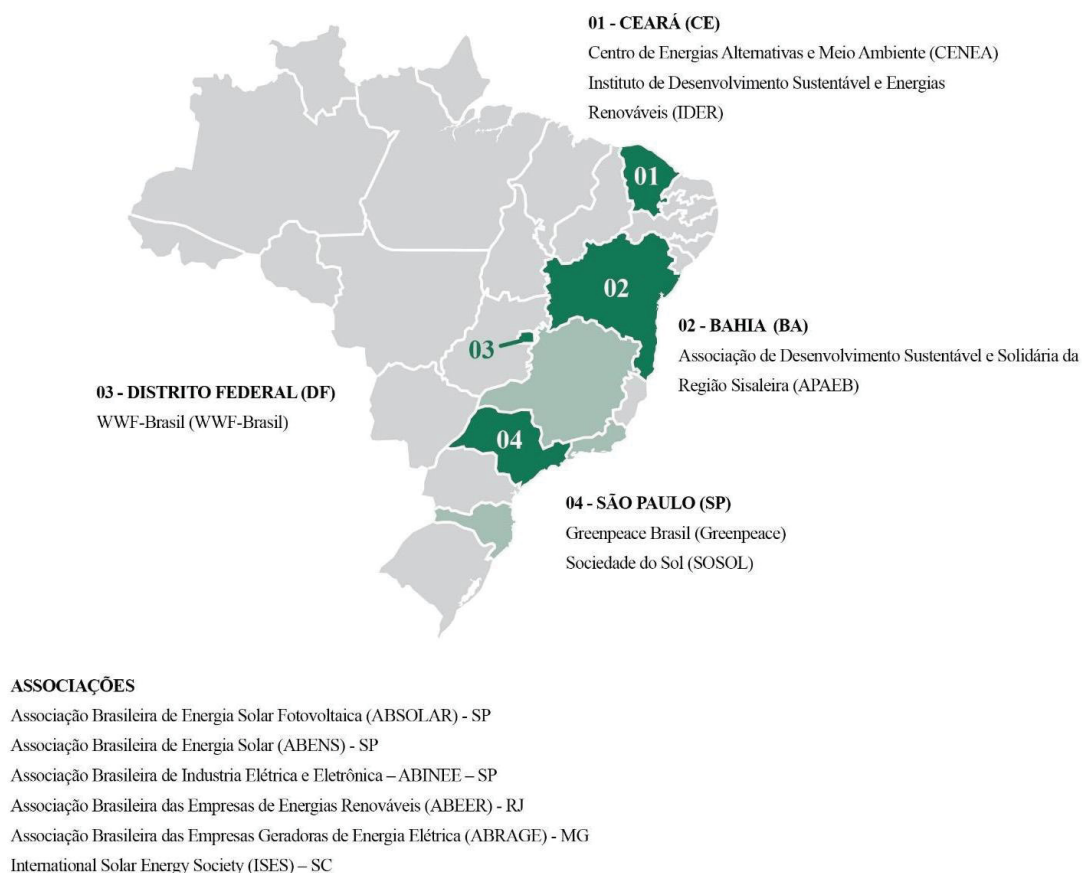 01 - CEARÁ (CE)
Centro de Energias Alternativas e Meio Ambiente (CENEA)
Instituto de Desenvolvimento Sustentável e Energias
Renováveis (IDER)
01
02
02 - BAHIA (BA)
Associação de Desenvolvimento Sustentável e Solidária da
Região Sisaleira (APAEB)
03
03 - DISTRITO FEDERAL (DF)
WWF-Brasil (WWF-Brasil)
04
04 - SÃO PAULO (SP)
Greenpeace Brasil (Greenpeace)
Sociedade do Sol (SOSOL)
ASSOCIAÇÕES
Associação Brasileira de Energia Solar Fotovoltaica (ABSOLAR) - SP
Associação Brasileira de Energia Solar (ABENS) - SP
Associação Brasileira de Industria Elétrica e Eletrônica – ABINEE – SP
Associação Brasileira das Empresas de Energias Renováveis (ABEER) - RJ
Associação Brasileira das Empresas Geradoras de Energia Elétrica (ABRAGE) - MG
International Solar Energy Society (ISES) – SC